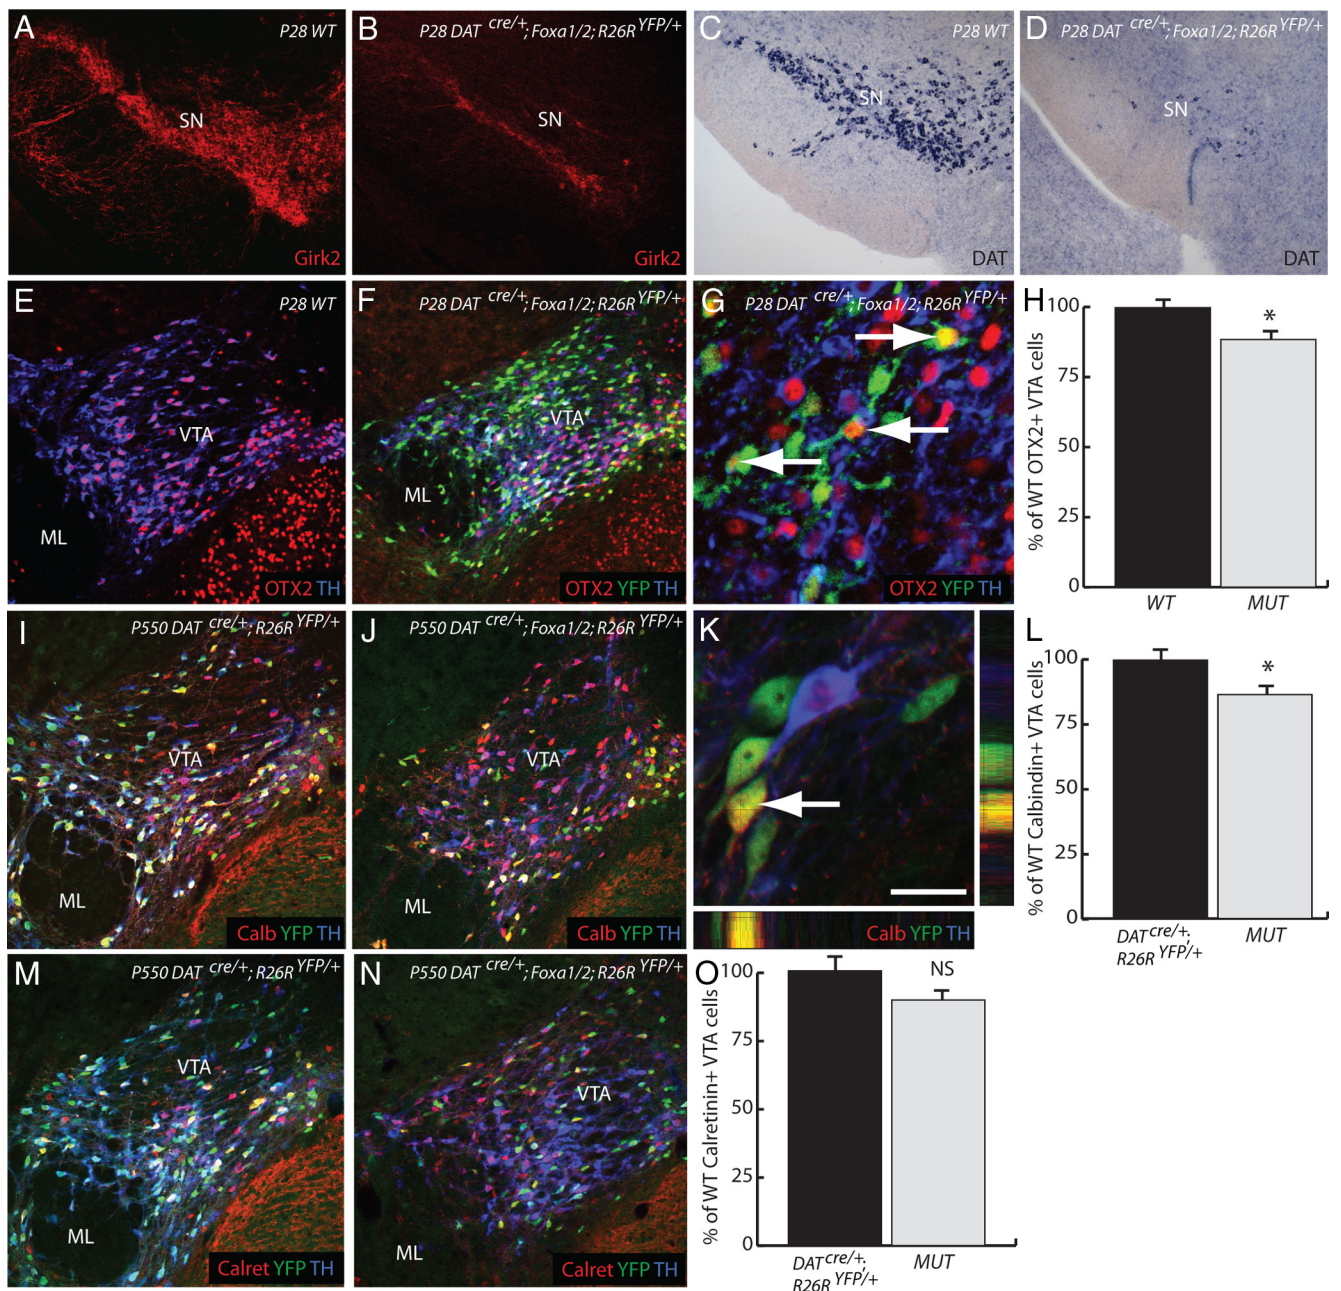 A
P28 WT
SN
Girk2
B
P28 DAT cre/+; Foxa1/2; R26R YFP/+
SN
Girk2
C
P28 WT
SN
DAT
D
P28 DAT cre/+; Foxa1/2; R26R YFP/+
SN
DAT
E
P28 WT
VTA
ML
OTX2 TH
F
P28 DAT cre/+; Foxa1/2; R26R YFP/+
VTA
ML
OTX2 YFP TH
G
P28 DAT cre/+; Foxa1/2; R26R YFP/+
OTX2 YFP TH
H
% of WT OTX2+ VTA cells
100
75
50
25
0
*
WT
MUT
I
P550 DAT cre/+; R26R YFP/+
VTA
ML
Calb YFP TH
J
P550 DAT cre/+; Foxa1/2; R26R YFP/+
VTA
ML
Calb YFP TH
K
Calb YFP TH
L
% of WT Calbindin+ VTA cells
100
75
50
25
0
*
DAT cre/+;
R26R YFP/+
MUT
M
P550 DAT cre/+; R26R YFP/+
VTA
ML
Calret YFP TH
N
P550 DAT cre/+; Foxa1/2; R26R YFP/+
VTA
ML
Calret YFP TH
O
% of WT Calretinin+ VTA cells
100
75
50
25
0
NS
DAT cre/+;
R26R YFP/+
MUT